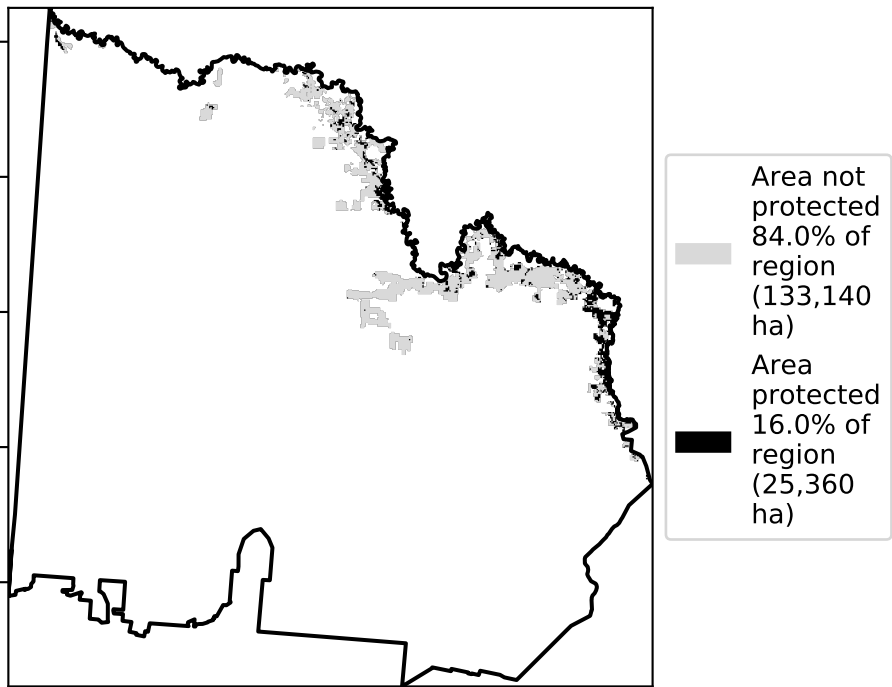 Area not
protected
84.0% of
region
(133,140
ha)
Area
protected
16.0% of
region
(25,360
ha)